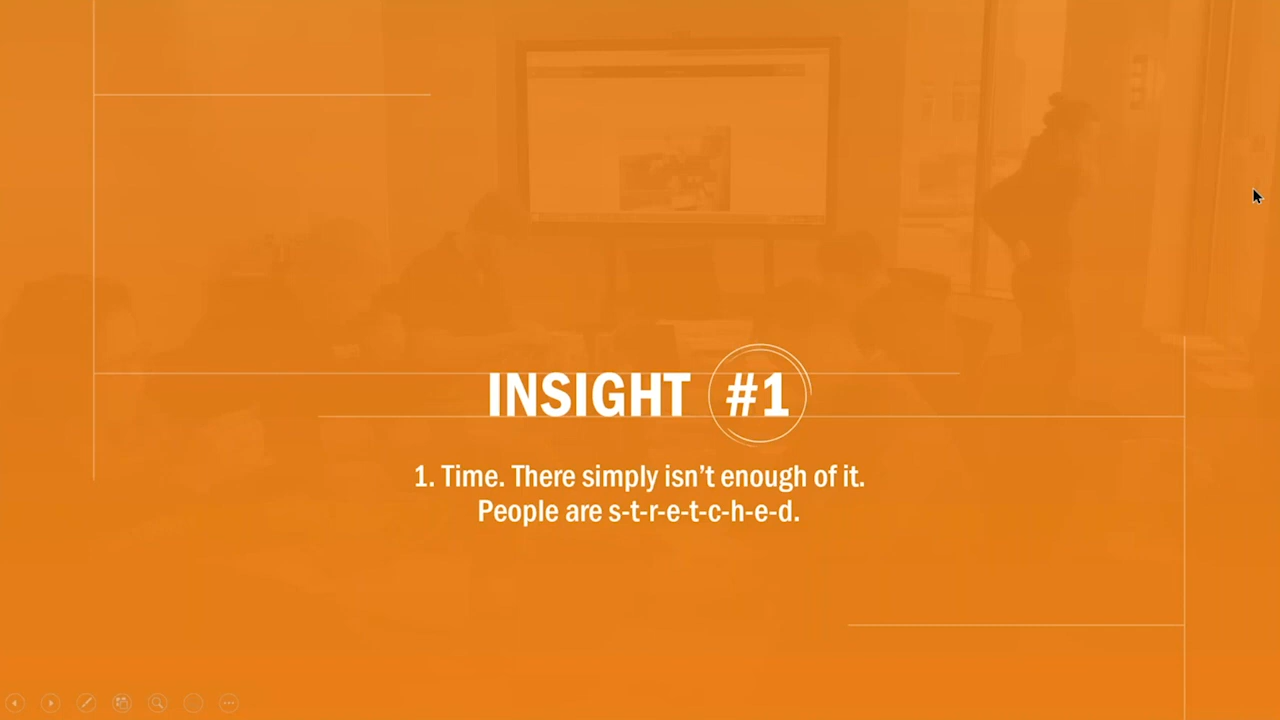 INSIGHT #1
1. Time. There simply isn't enough of it.
People are s-t-r-e-t-c-h-e-d.